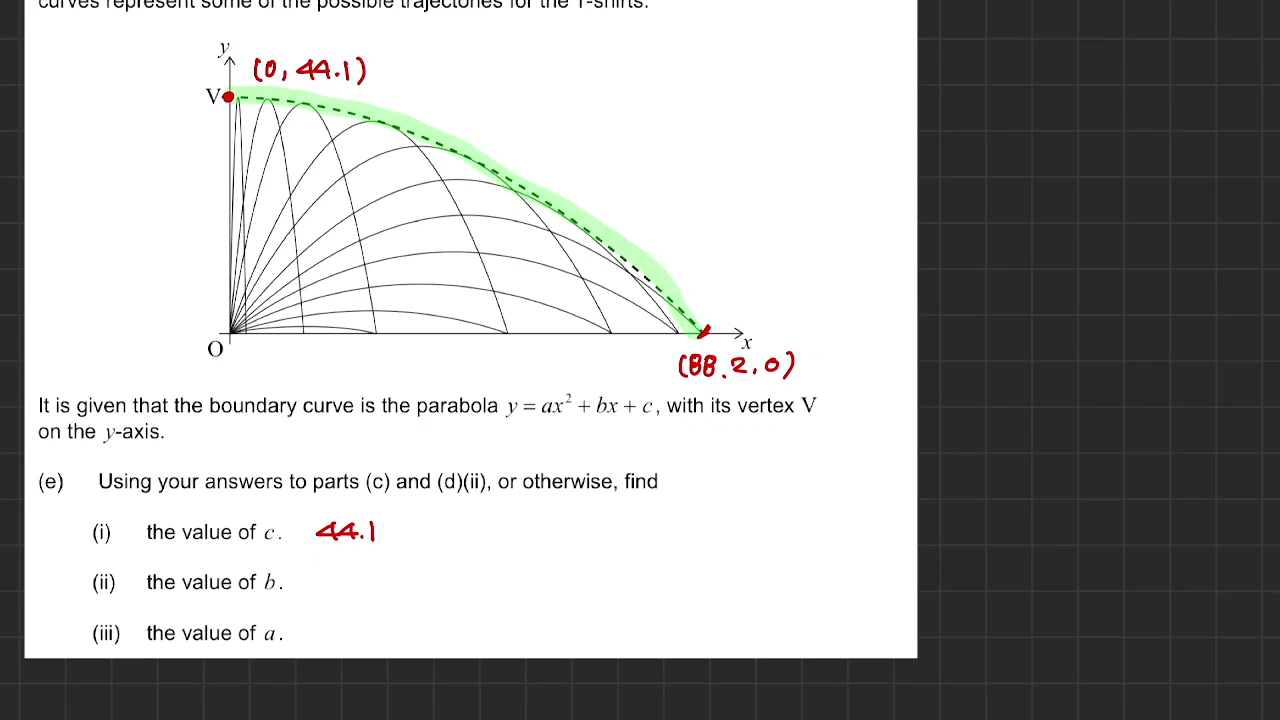 curves represent some of the possible trajectories for the T-shirts.
y
(0, 44.1)
V
O
x
(88.2, 0)
It is given that the boundary curve is the parabola y = ax² + bx + c, with its vertex V
on the y-axis.
(e) Using your answers to parts (c) and (d)(ii), or otherwise, find
(i) the value of c. 44.1
(ii) the value of b.
(iii) the value of a.